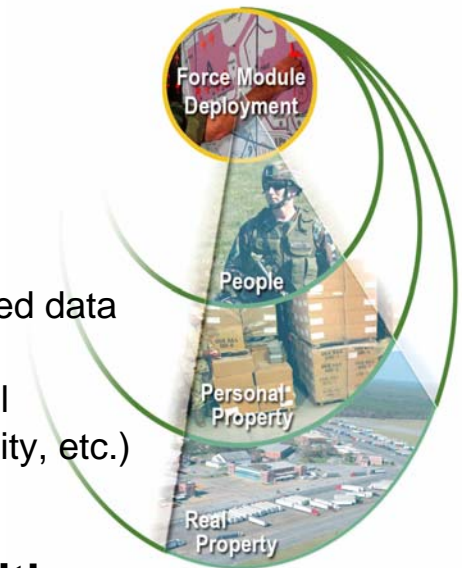 Force Module
Deployment
People
ed data
Personal
Property
l
ity, etc.)
Real
Property